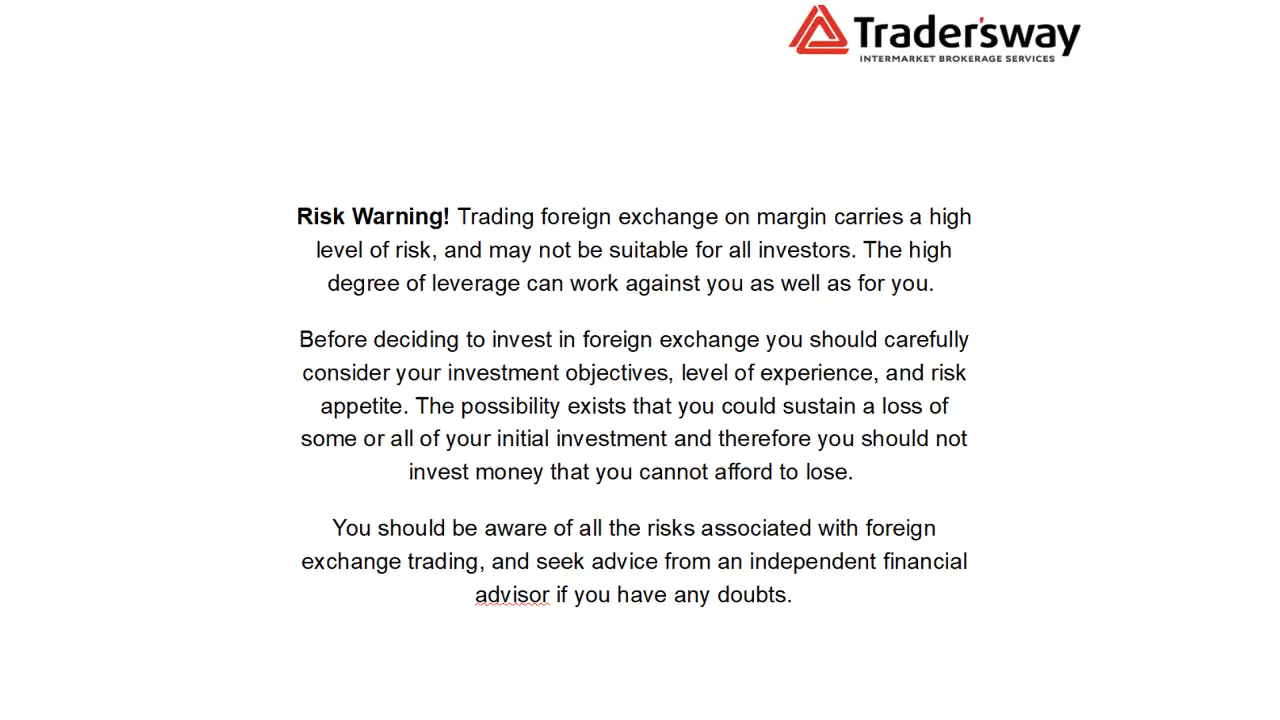 Trader'sway
INTERMARKET BROKERAGE SERVICES
Risk Warning! Trading foreign exchange on margin carries a high
level of risk, and may not be suitable for all investors. The high
degree of leverage can work against you as well as for you.
Before deciding to invest in foreign exchange you should carefully
consider your investment objectives, level of experience, and risk
appetite. The possibility exists that you could sustain a loss of
some or all of your initial investment and therefore you should not
invest money that you cannot afford to lose.
You should be aware of all the risks associated with foreign
exchange trading, and seek advice from an independent financial
advisor if you have any doubts.